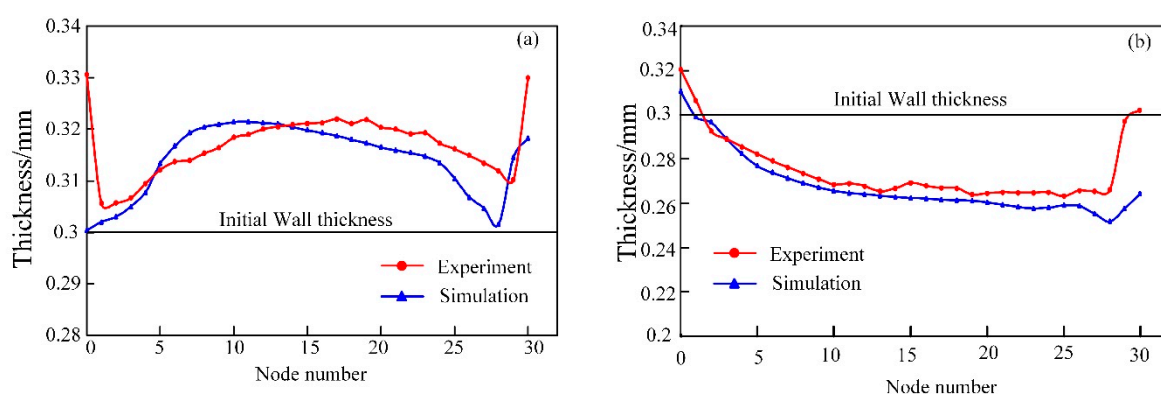 0.34
(a)
0.33
0.32
0.31
Initial Wall thickness
0.3
Experiment
0.29
Simulation
0.28
0 5 10 15 20 25 30
Node number
Thickness/mm
0.34
(b)
0.32
Initial Wall thickness
0.3
0.28
0.26
0.24
Experiment
Simulation
0.22
0.2
0 5 10 15 20 25 30
Node number
Thickness/mm